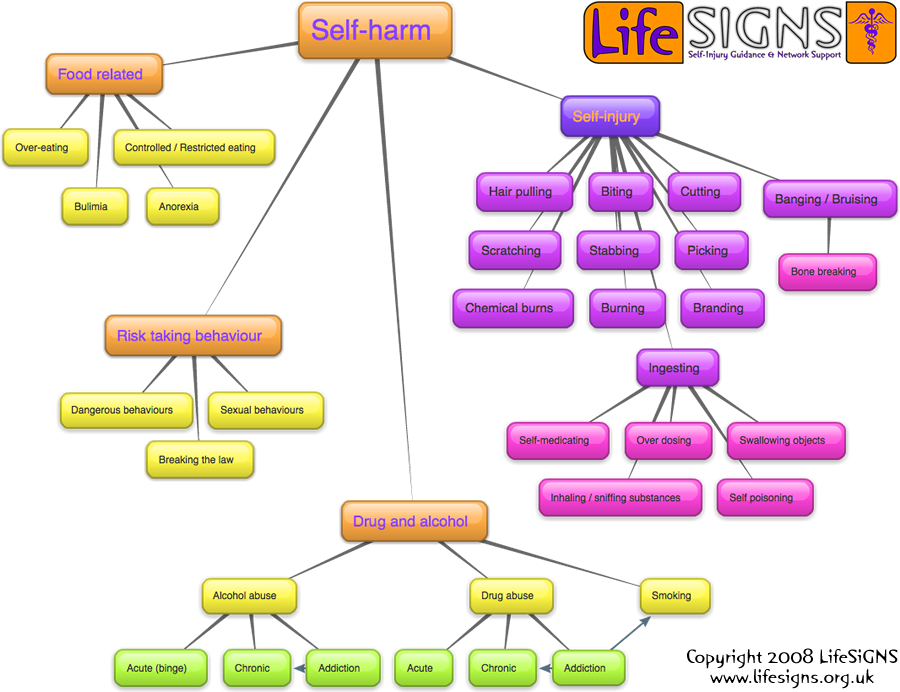 Self-harm
LifeSIGNS
Self-Injury Guidance & Network Support
Food related
Over-eating
Controlled / Restricted eating
Bulimia
Anorexia
Self-injury
Hair pulling
Biting
Cutting
Banging / Bruising
Scratching
Stabbing
Picking
Bone breaking
Chemical burns
Burning
Branding
Ingesting
Self-medicating
Over dosing
Swallowing objects
Inhaling / sniffing substances
Self poisoning
Risk taking behaviour
Dangerous behaviours
Sexual behaviours
Breaking the law
Drug and alcohol
Alcohol abuse
Drug abuse
Smoking
Acute (binge)
Chronic
Addiction
Acute
Chronic
Addiction
Copyright 2008 LifeSiGNS
www.lifesigns.org.uk